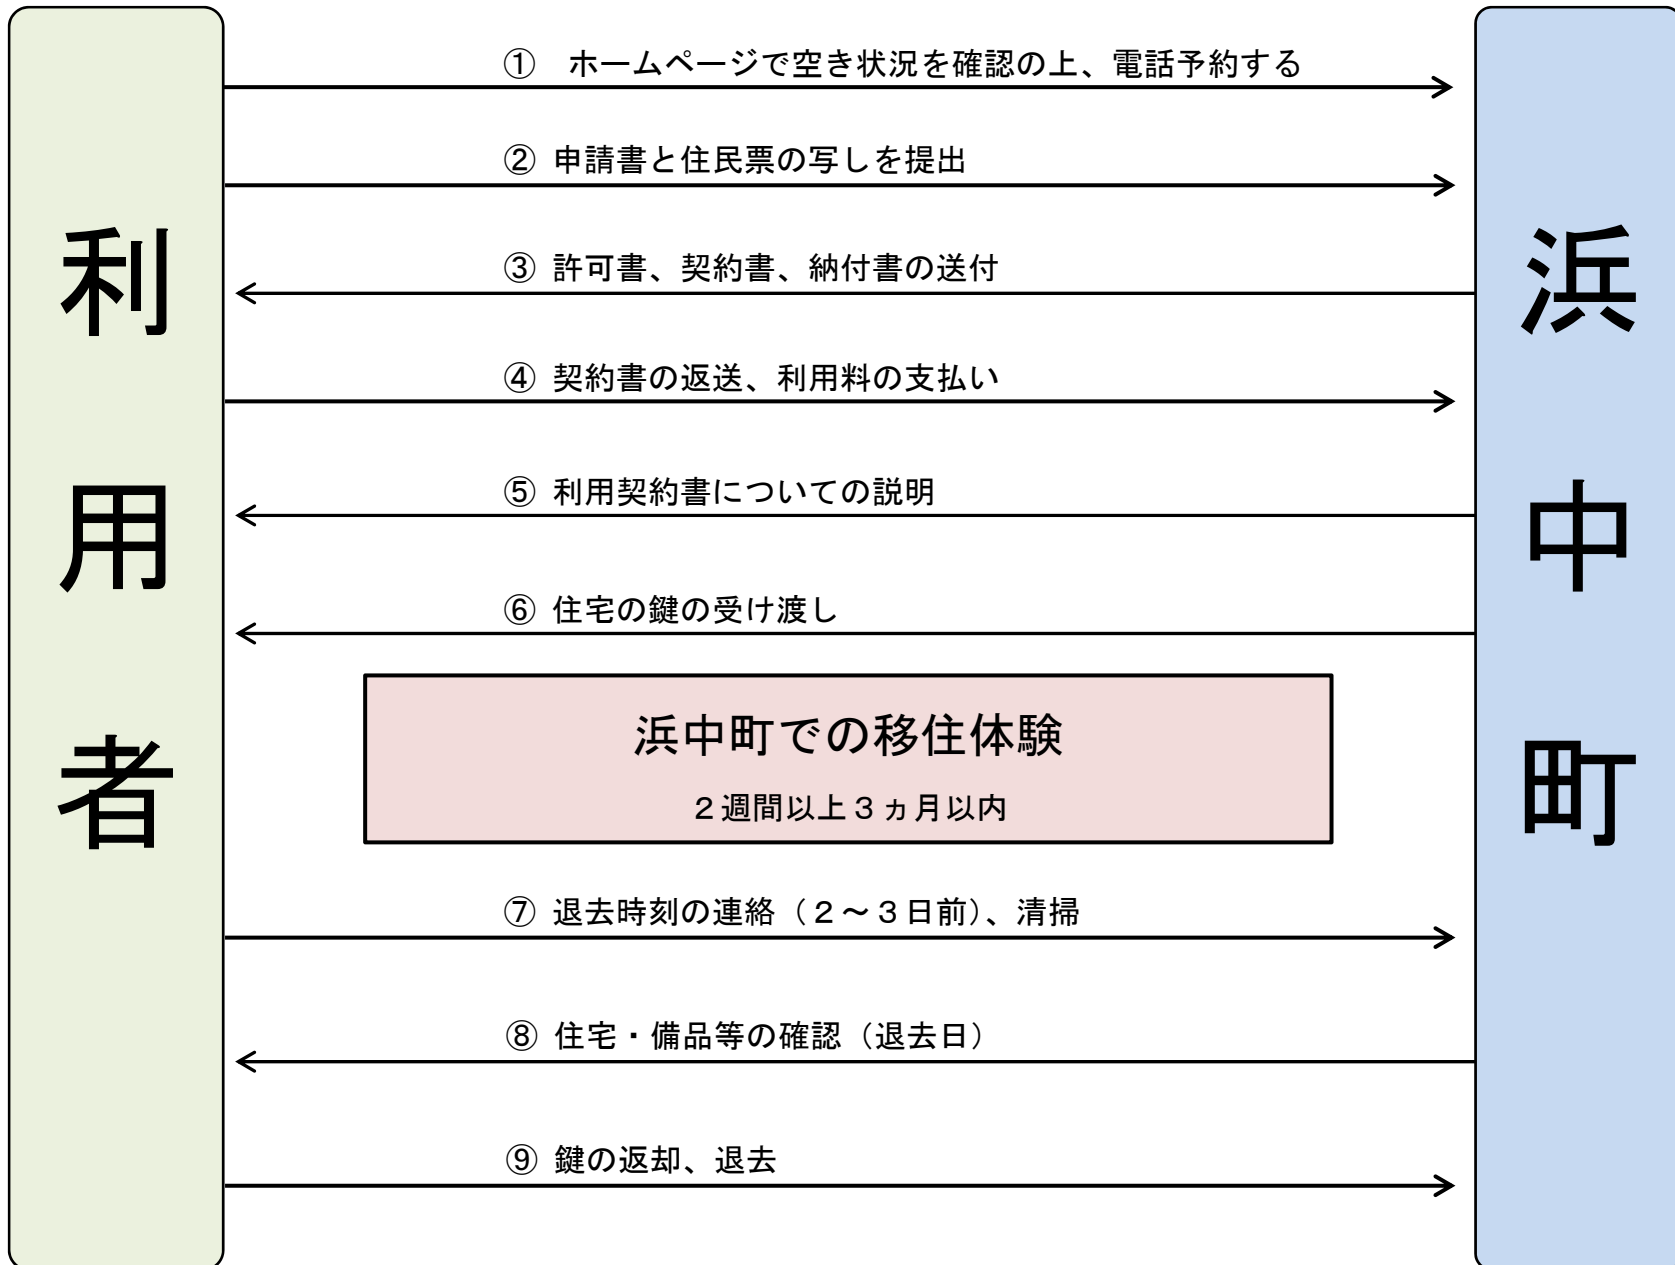 利用者
① ホームページで空き状況を確認の上、電話予約する
② 申請書と住民票の写しを提出
③ 許可書、契約書、納付書の送付
④ 契約書の返送、利用料の支払い
⑤ 利用契約書についての説明
⑥ 住宅の鍵の受け渡し
浜中町での移住体験
２週間以上３ヵ月以内
⑦ 退去時刻の連絡（２～３日前）、清掃
⑧ 住宅・備品等の確認（退去日）
⑨ 鍵の返却、退去
浜中町